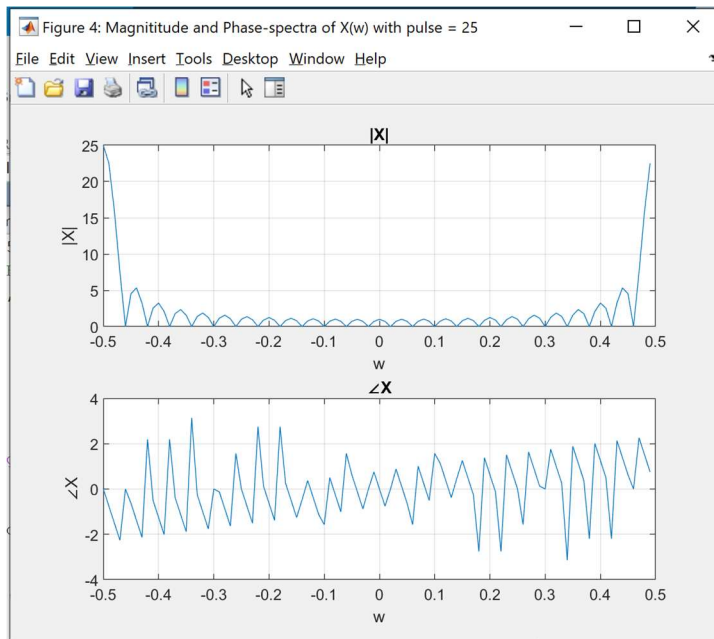 Figure 4: Magnititude and Phase-spectra of X(w) with pulse = 25
File Edit View Insert Tools Desktop Window Help
|X|
25
20
15
10
5
0
|X|
-0.5 -0.4 -0.3 -0.2 -0.1 0 0.1 0.2 0.3 0.4 0.5
w
∠X
4
2
0
-2
-4
∠X
-0.5 -0.4 -0.3 -0.2 -0.1 0 0.1 0.2 0.3 0.4 0.5
w